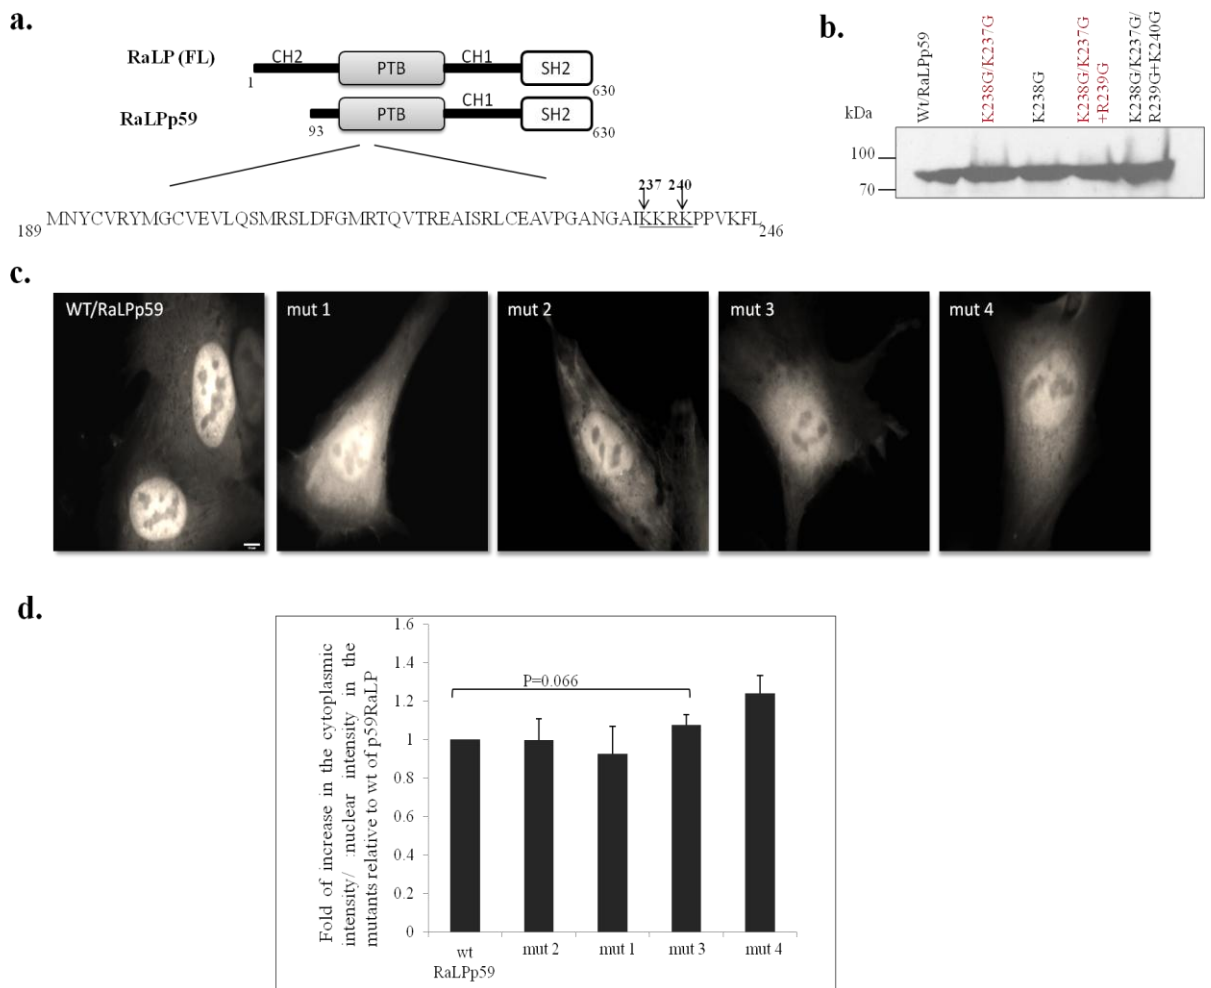 a.
RaLP (FL)
CH2
PTB
CH1
SH2
1
630
RaLPp59
PTB
CH1
SH2
93
630
237 240
189 MNYCVRYMGCVEVLQSMRSLDFGMRTQVTREAISRLCEAVPGANGAIKKRKPPVKFL 246
b.
kDa
Wt/RaLPp59
K238G/K237G
K238G
K238G/K237G
+R239G
K238G/K237G/
R239G+K240G
100
70
c.
WT/RaLPp59
mut 1
mut 2
mut 3
mut 4
d.
Fold of increase in the cytoplasmic
intensity/ :nuclear intensity in the
mutants relative to wt of p59RaLP
1.6
1.4
1.2
1
0.8
0.6
0.4
0.2
0
P=0.066
wt
RaLPp59
mut 2
mut 1
mut 3
mut 4